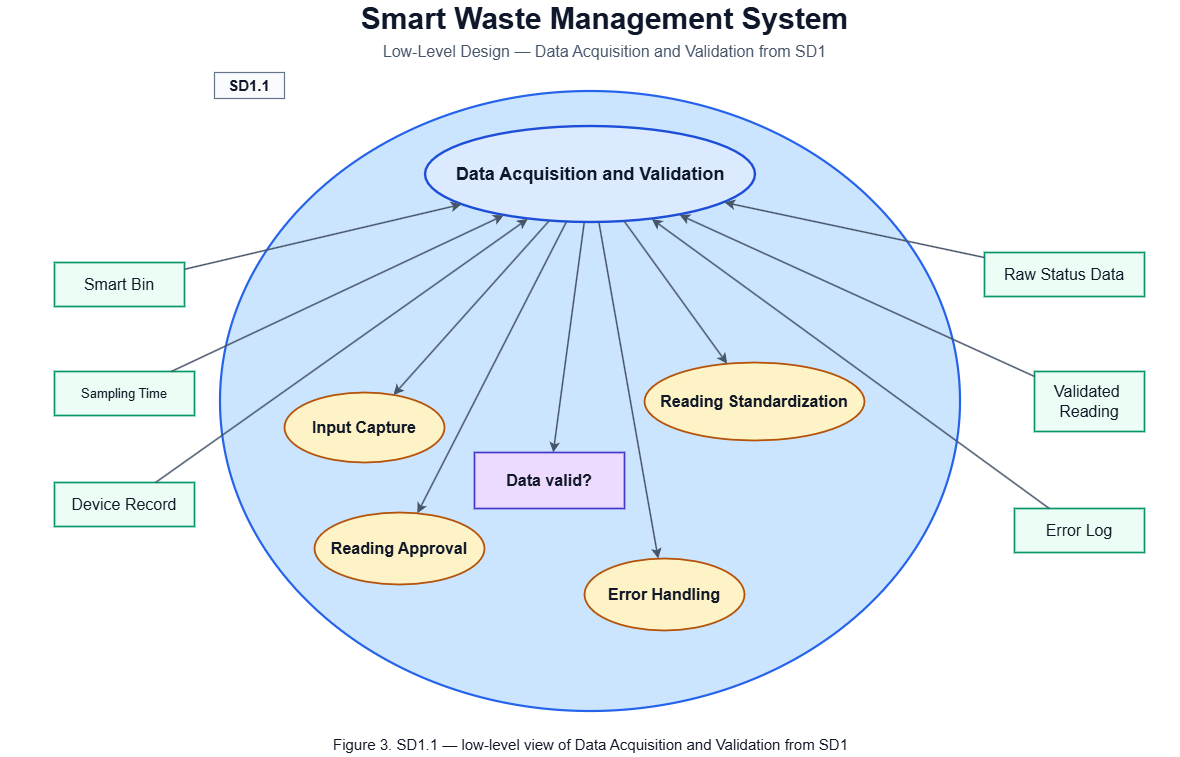 Smart Waste Management System
Low-Level Design — Data Acquisition and Validation from SD1
SD1.1
Data Acquisition and Validation
Smart Bin
Raw Status Data
Sampling Time
Validated
Reading
Input Capture
Reading Standardization
Data valid?
Device Record
Error Log
Reading Approval
Error Handling
Figure 3. SD1.1 — low-level view of Data Acquisition and Validation from SD1